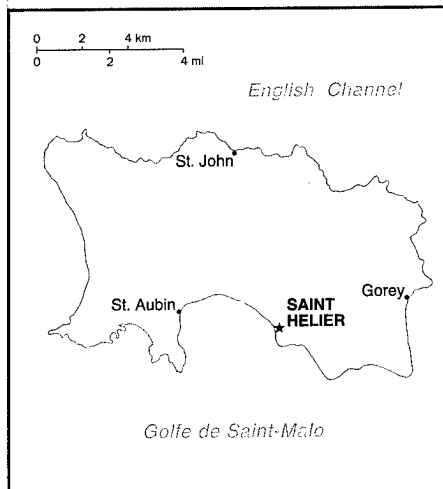 0 2 4 km
0 2 4 mi
English Channel
St. John
Gorey
St. Aubin
SAINT
HELIER
Golfe de Saint-Malo